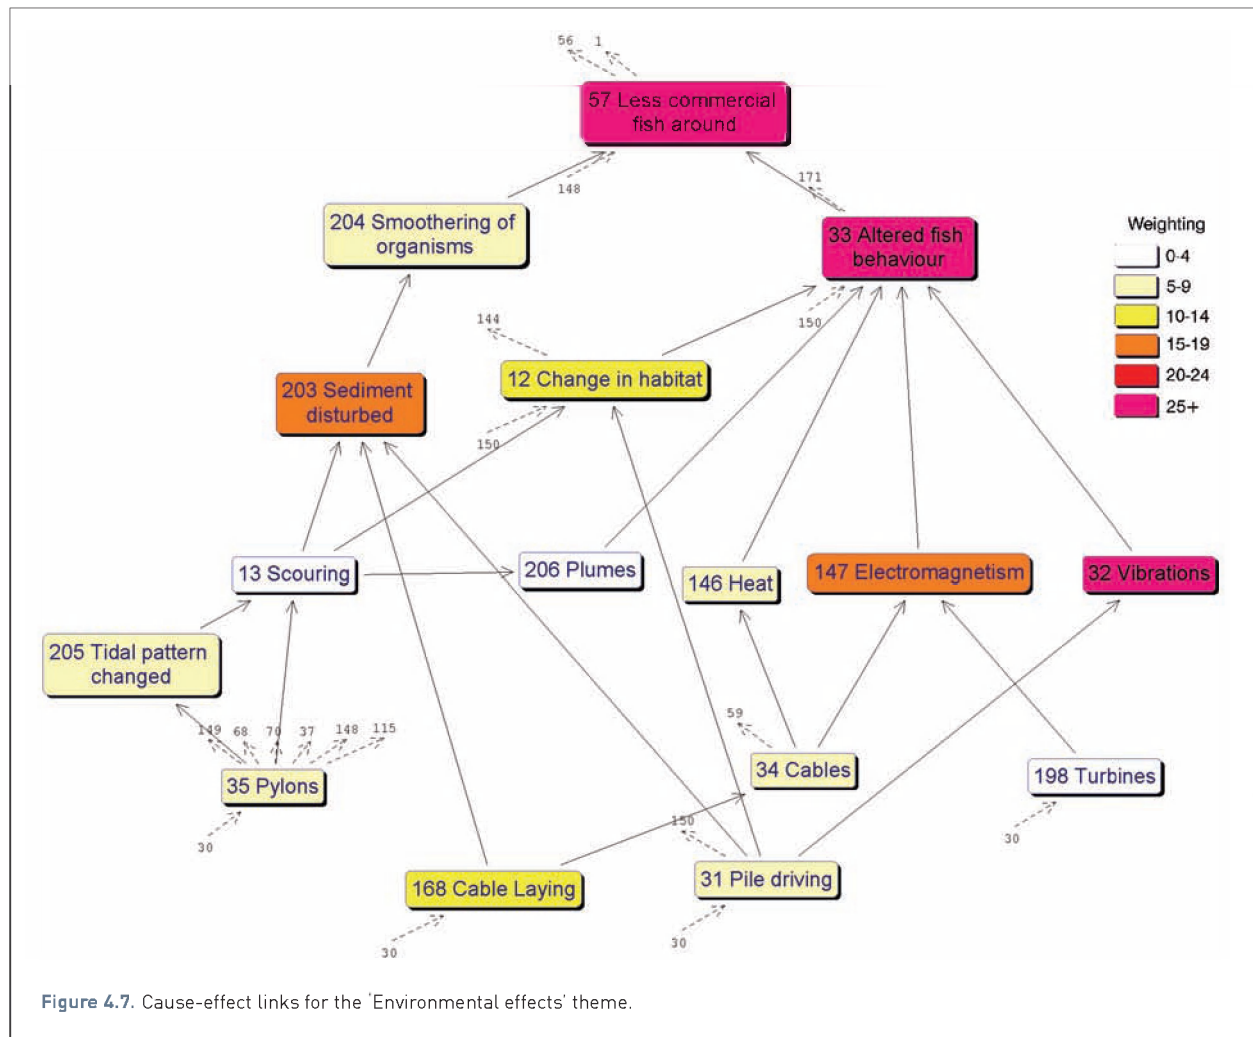 56 1
57 Less commercial
fish around
148
171
204 Smoothering of
organisms
33 Altered fish
behaviour
Weighting
0-4
5-9
10-14
15-19
20-24
25+
144
150
12 Change in habitat
203 Sediment
disturbed
150
13 Scouring
206 Plumes
146 Heat
147 Electromagnetism
32 Vibrations
205 Tidal pattern
changed
149 68 70 37 148 115
59
35 Pylons
34 Cables
198 Turbines
30
150
30
168 Cable Laying
31 Pile driving
30
30
Figure 4.7. Cause-effect links for the ‘Environmental effects’ theme.